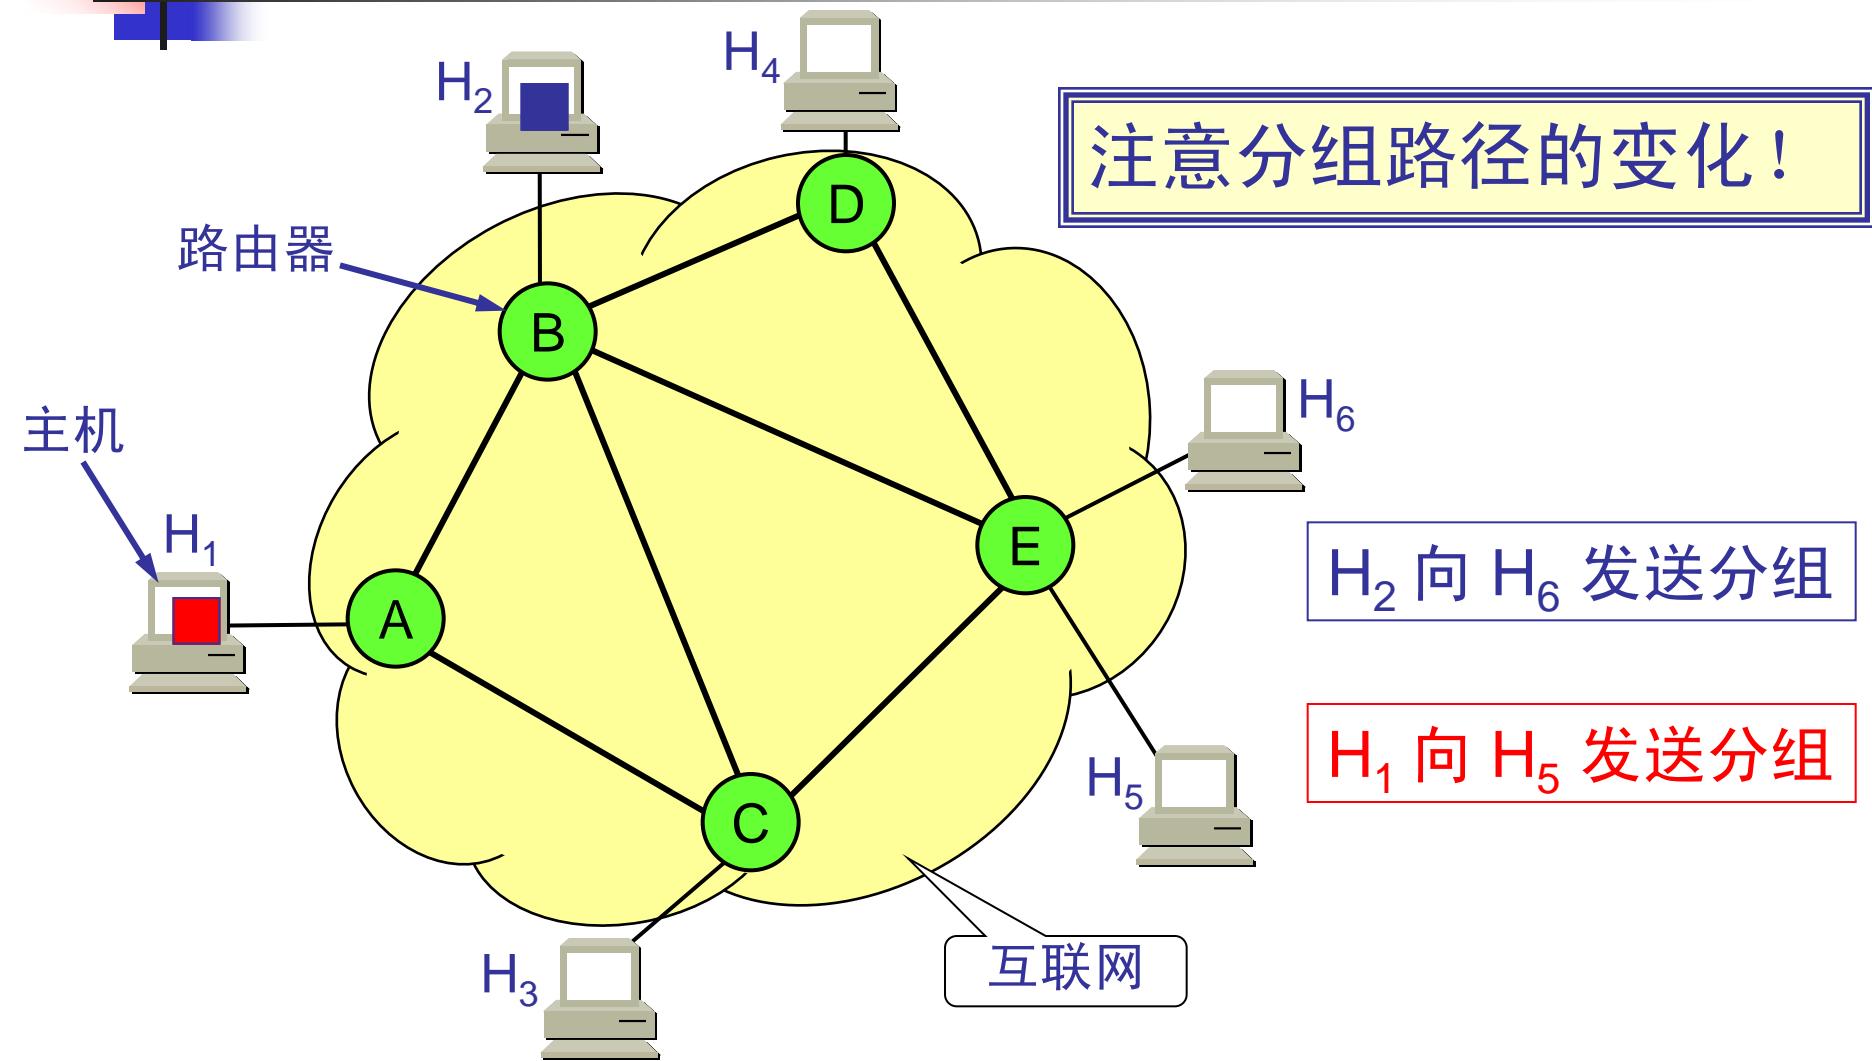 H4
H2
注意分组路径的变化！
D
路由器
B
H6
主机
H1
E
H2 向 H6 发送分组
A
H5
H1 向 H5 发送分组
C
H3
互联网